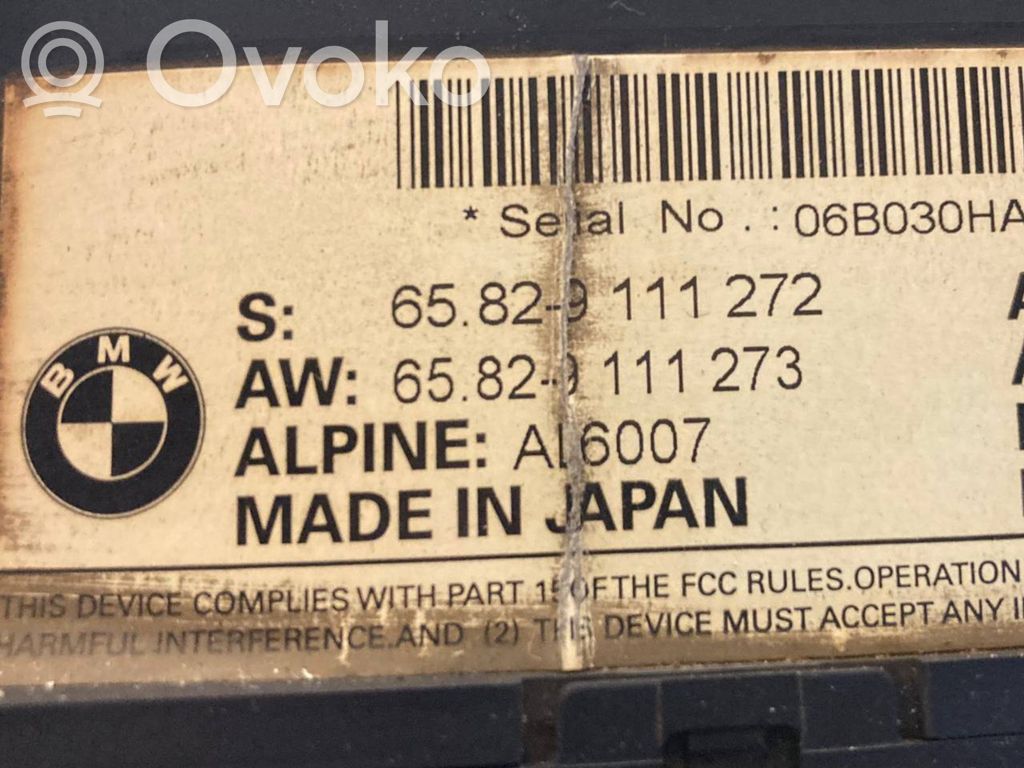 Ovoko
* Serial No.: 06B030HA
S: 65.82-9 111 272
BMW
AW: 65.82-9 111 273
ALPINE: AL6007
MADE IN JAPAN
THIS DEVICE COMPLIES WITH PART 15 OF THE FCC RULES.OPERATION
HARMFUL INTERFERENCE.AND (2) THIS DEVICE MUST ACCEPT ANY